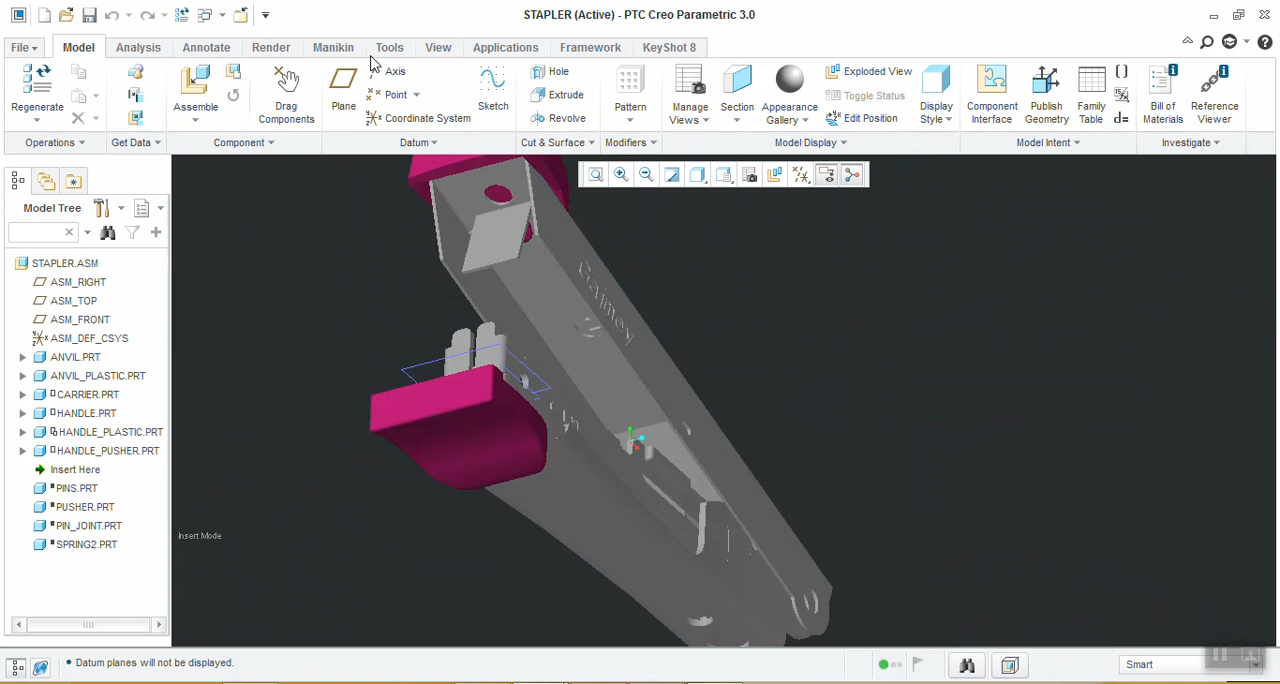 STAPLER (Active) - PTC Creo Parametric 3.0
File Model Analysis Annotate Render Manikin Tools View Applications Framework KeyShot 8
Regenerate
Assemble
Drag Components
Plane
Axis
Point
Coordinate System
Sketch
Hole
Extrude
Revolve
Pattern
Manage Views
Section
Appearance Gallery
Exploded View
Toggle Status
Edit Position
Display Style
Component Interface
Publish Geometry
Family Table
d=
Bill of Materials
Reference Viewer
Operations Get Data Component Datum Cut & Surface Modifiers Model Display Model Intent Investigate
Model Tree
STAPLER.ASM
ASM_RIGHT
ASM_TOP
ASM_FRONT
ASM_DEF_CSYS
ANVIL.PRT
ANVIL_PLASTIC.PRT
CARRIER.PRT
HANDLE.PRT
HANDLE_PLASTIC.PRT
HANDLE_PUSHER.PRT
Insert Here
PINS.PRT
PUSHER.PRT
PIN_JOINT.PRT
SPRING2.PRT
Insert Mode
Datum planes will not be displayed.
Smart